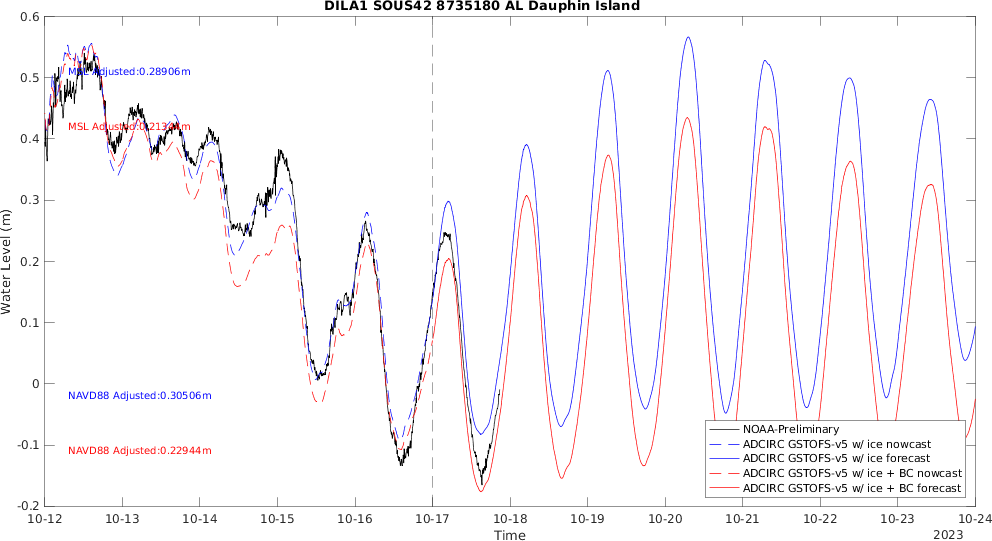 DILA1 SOUS42 8735180 AL Dauphin Island
0.6
0.5
0.4
0.3
0.2
0.1
0
-0.1
-0.2
Water Level (m)
MSL Adjusted:0.28906m
MSL Adjusted:
NAVD88 Adjusted:0.30506m
NAVD88 Adjusted:0.22944m
NOAA-Preliminary
ADCIRC GSTOFS-v5 w/ ice nowcast
ADCIRC GSTOFS-v5 w/ ice forecast
ADCIRC GSTOFS-v5 w/ ice + BC nowcast
ADCIRC GSTOFS-v5 w/ ice + BC forecast
10-12 10-13 10-14 10-15 10-16 10-17 10-18 10-19 10-20 10-21 10-22 10-23 10-24
Time
2023